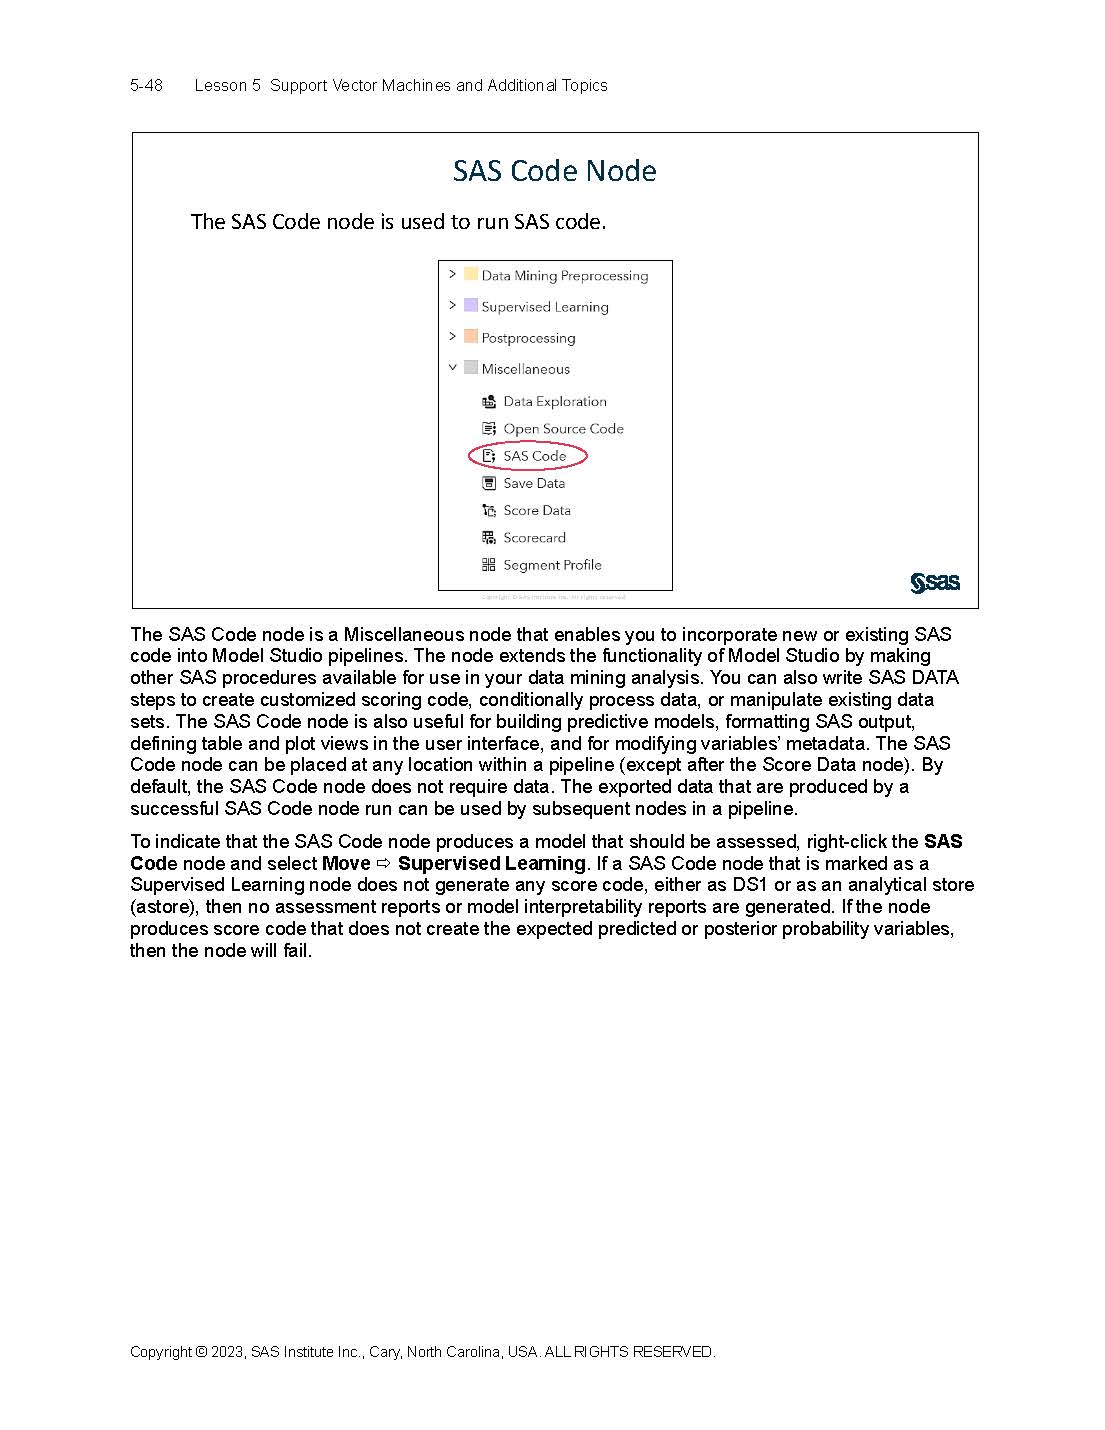 5-48 Lesson 5 Support Vector Machines and Additional Topics
SAS Code Node
The SAS Code node is used to run SAS code.
> Data Mining Preprocessing
> Supervised Learning
> Postprocessing
Miscellaneous
Data Exploration
Open Source Code
SAS Code
Save Data
Score Data
Scorecard
Segment Profile
sas
Copyright © SAS Institute Inc. All rights reserved.
The SAS Code node is a Miscellaneous node that enables you to incorporate new or existing SAS
code into Model Studio pipelines. The node extends the functionality of Model Studio by making
other SAS procedures available for use in your data mining analysis. You can also write SAS DATA
steps to create customized scoring code, conditionally process data, or manipulate existing data
sets. The SAS Code node is also useful for building predictive models, formatting SAS output,
defining table and plot views in the user interface, and for modifying variables’ metadata. The SAS
Code node can be placed at any location within a pipeline (except after the Score Data node). By
default, the SAS Code node does not require data. The exported data that are produced by a
successful SAS Code node run can be used by subsequent nodes in a pipeline.
To indicate that the SAS Code node produces a model that should be assessed, right-click the SAS
Code node and select Move ⇨ Supervised Learning. If a SAS Code node that is marked as a
Supervised Learning node does not generate any score code, either as DS1 or as an analytical store
(astore), then no assessment reports or model interpretability reports are generated. If the node
produces score code that does not create the expected predicted or posterior probability variables,
then the node will fail.
Copyright © 2023, SAS Institute Inc., Cary, North Carolina, USA. ALL RIGHTS RESERVED.